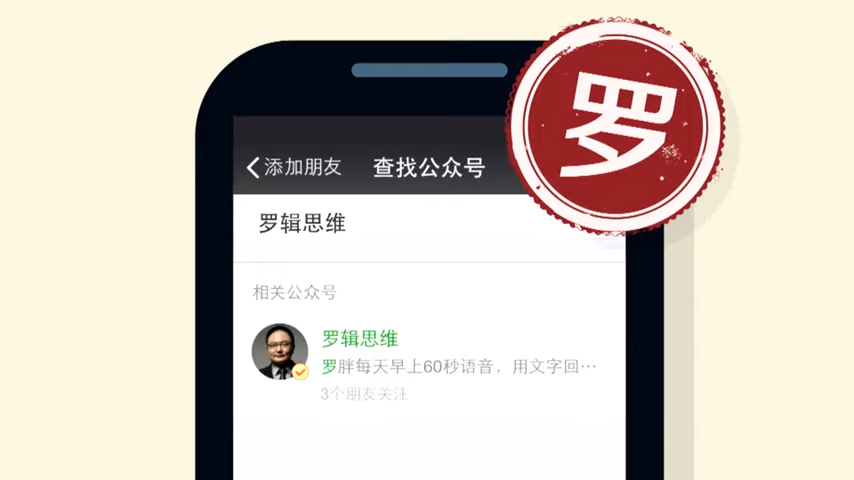 罗
添加朋友 查找公众号
罗辑思维
相关公众号
罗辑思维
罗胖每天早上60秒语音，用文字回…
3个朋友关注